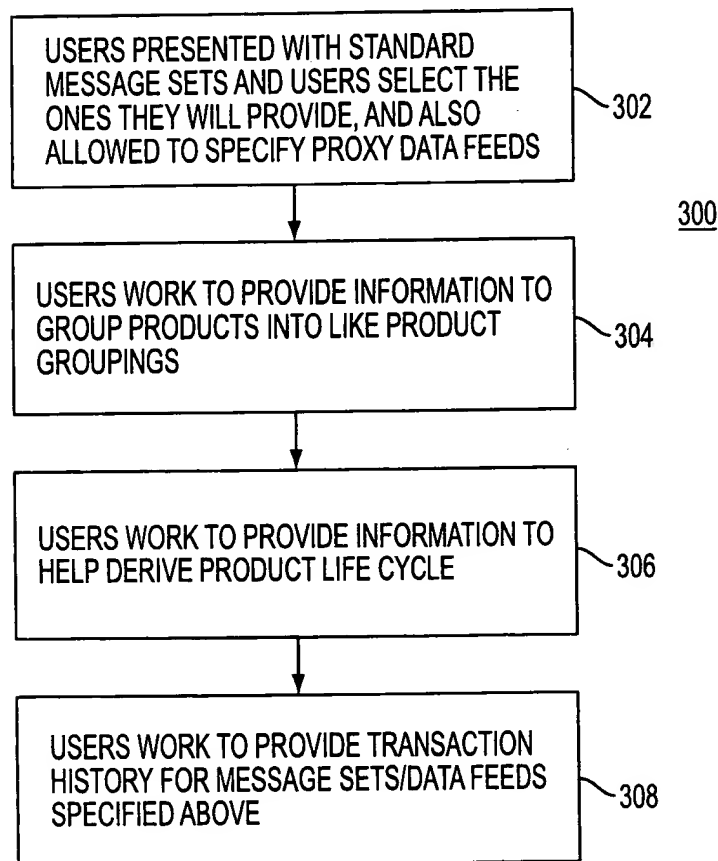 USERS PRESENTED WITH STANDARD
MESSAGE SETS AND USERS SELECT THE
ONES THEY WILL PROVIDE, AND ALSO
ALLOWED TO SPECIFY PROXY DATA FEEDS
302
300
USERS WORK TO PROVIDE INFORMATION TO
GROUP PRODUCTS INTO LIKE PRODUCT
GROUPINGS
304
USERS WORK TO PROVIDE INFORMATION TO
HELP DERIVE PRODUCT LIFE CYCLE
306
USERS WORK TO PROVIDE TRANSACTION
HISTORY FOR MESSAGE SETS/DATA FEEDS
SPECIFIED ABOVE
308